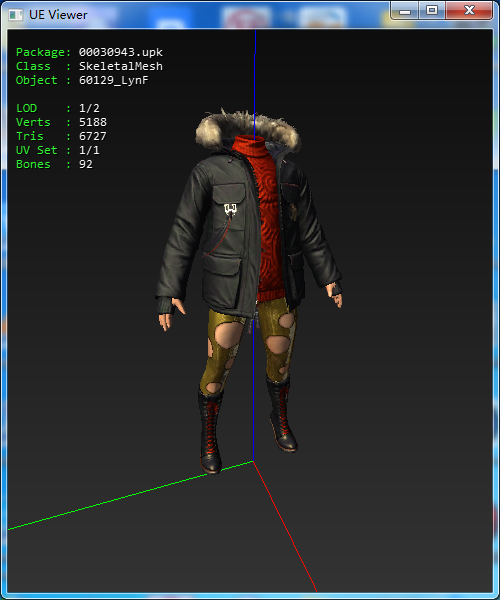 UE Viewer
Package: 00030943.upk
Class : SkeletalMesh
Object : 60129_LynF
LOD : 1/2
Verts : 5188
Tris : 6727
UV Set : 1/1
Bones : 92